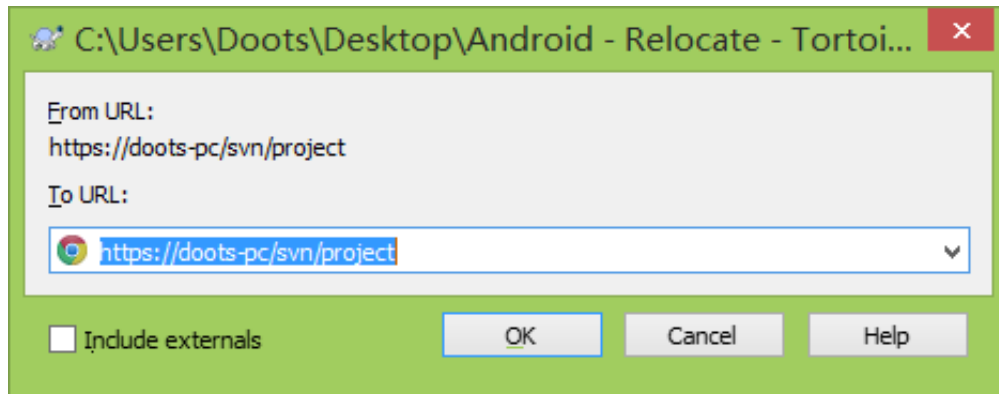 C:\Users\Doots\Desktop\Android - Relocate - Tortoi...
From URL:
https://doots-pc/svn/project
To URL:
https://doots-pc/svn/project
Include externals
OK
Cancel
Help